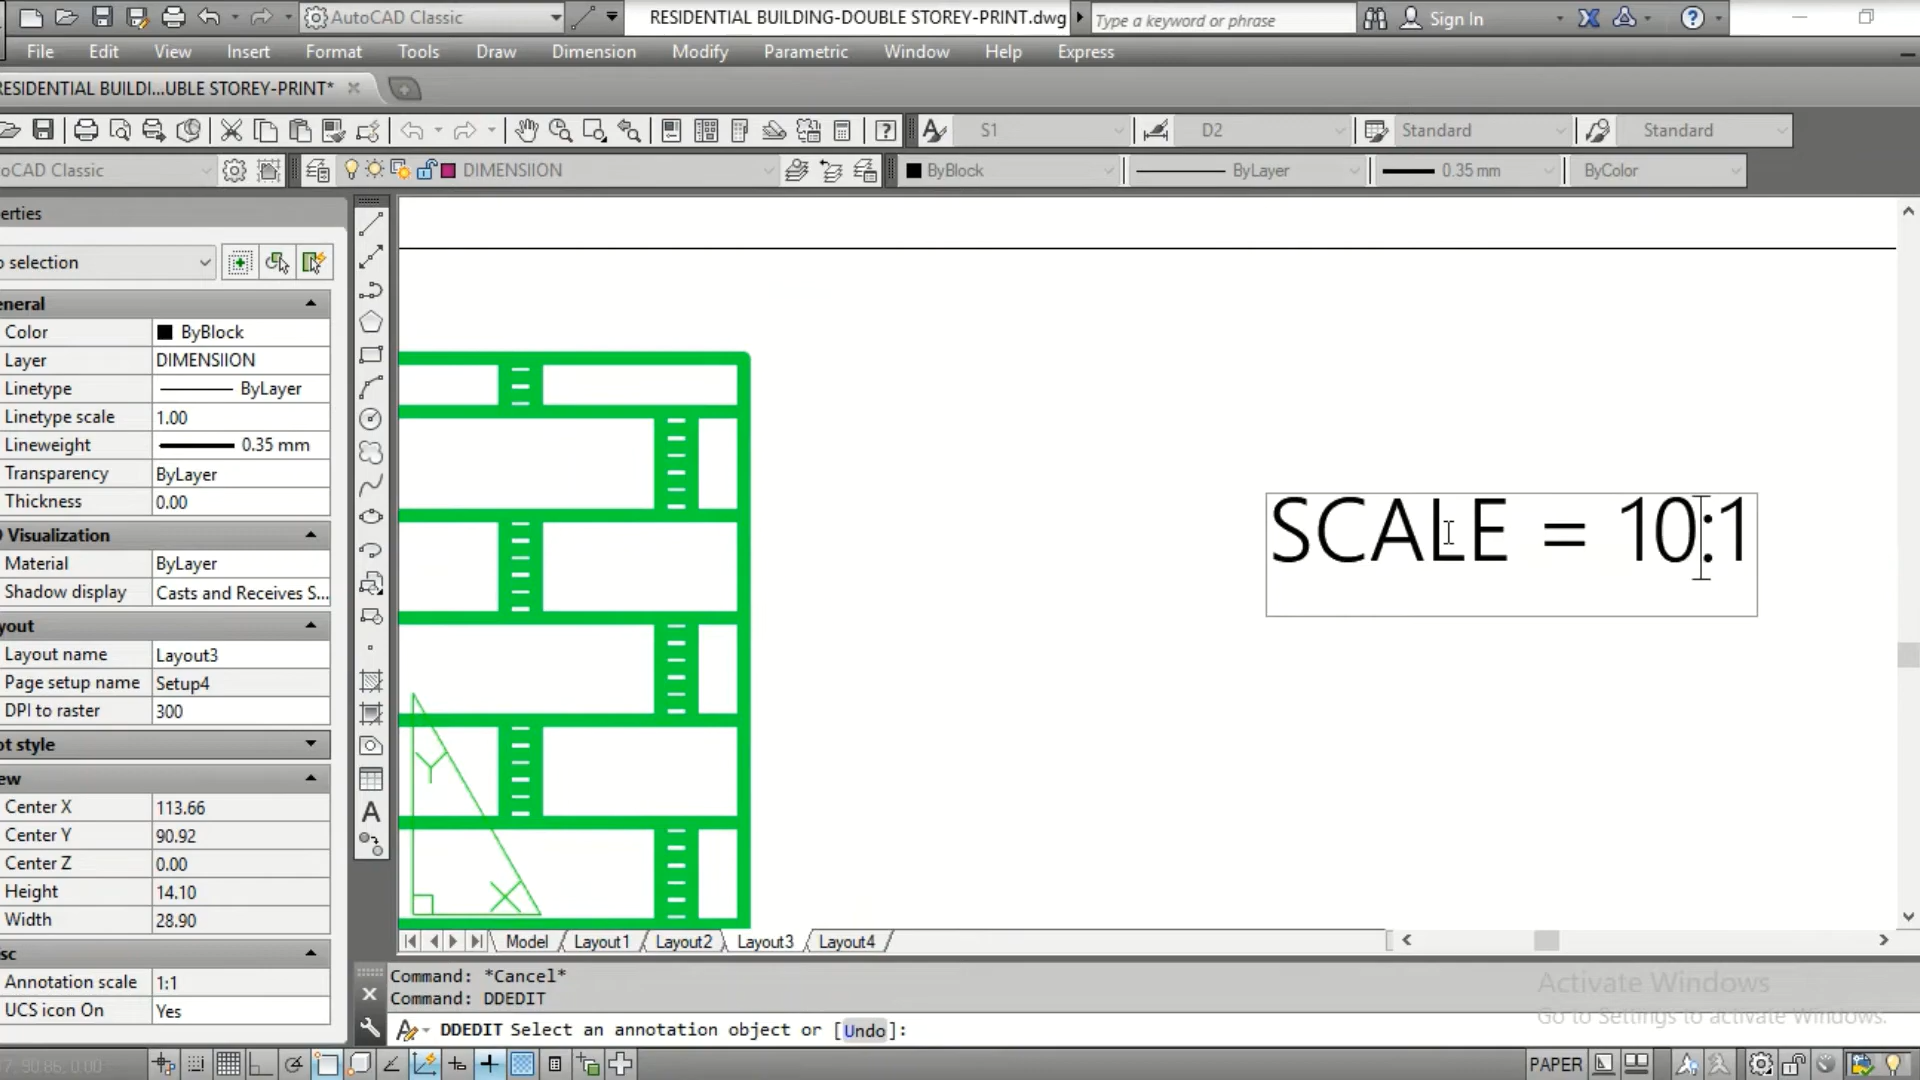 AutoCAD Classic
RESIDENTIAL BUILDING-DOUBLE STOREY-PRINT.dwg
Type a keyword or phrase
Sign In
File Edit View Insert Format Tools Draw Dimension Modify Parametric Window Help Express
RESIDENTIAL BUILDI...UBLE STOREY-PRINT*
S1 D2 Standard Standard
oCAD Classic DIMENSIION ByBlock ByLayer 0.35 mm ByColor
erties
o selection
eneral
Color ByBlock
Layer DIMENSIION
Linetype ByLayer
Linetype scale 1.00
Lineweight 0.35 mm
Transparency ByLayer
Thickness 0.00
D Visualization
Material ByLayer
Shadow display Casts and Receives S...
yout
Layout name Layout3
Page setup name Setup4
DPI to raster 300
ot style
ew
Center X 113.66
Center Y 90.92
Center Z 0.00
Height 14.10
Width 28.90
sc
Annotation scale 1:1
UCS icon On Yes
SCALE = 10:1
Y
X
Model Layout1 Layout2 Layout3 Layout4
Command: *Cancel*
Command: DDEDIT
DDEDIT Select an annotation object or [Undo]:
Activate Windows
Go to Settings to activate Windows.
PAPER